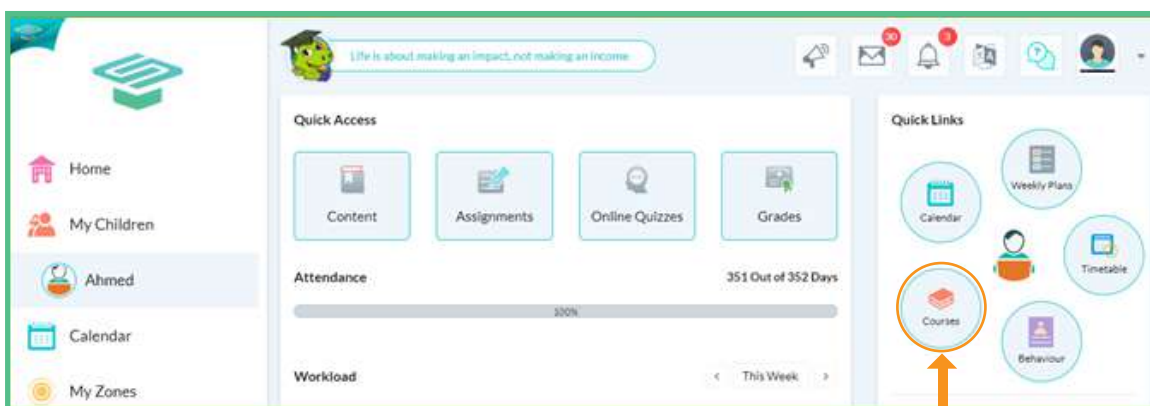 Life is about making an impact, not making an income
30
3
Home
My Children
Ahmed
Calendar
My Zones
Quick Access
Content
Assignments
Online Quizzes
Grades
Attendance
351 Out of 352 Days
100%
Workload
< This Week >
Quick Links
Weekly Plans
Calendar
Timetable
Courses
Behaviour